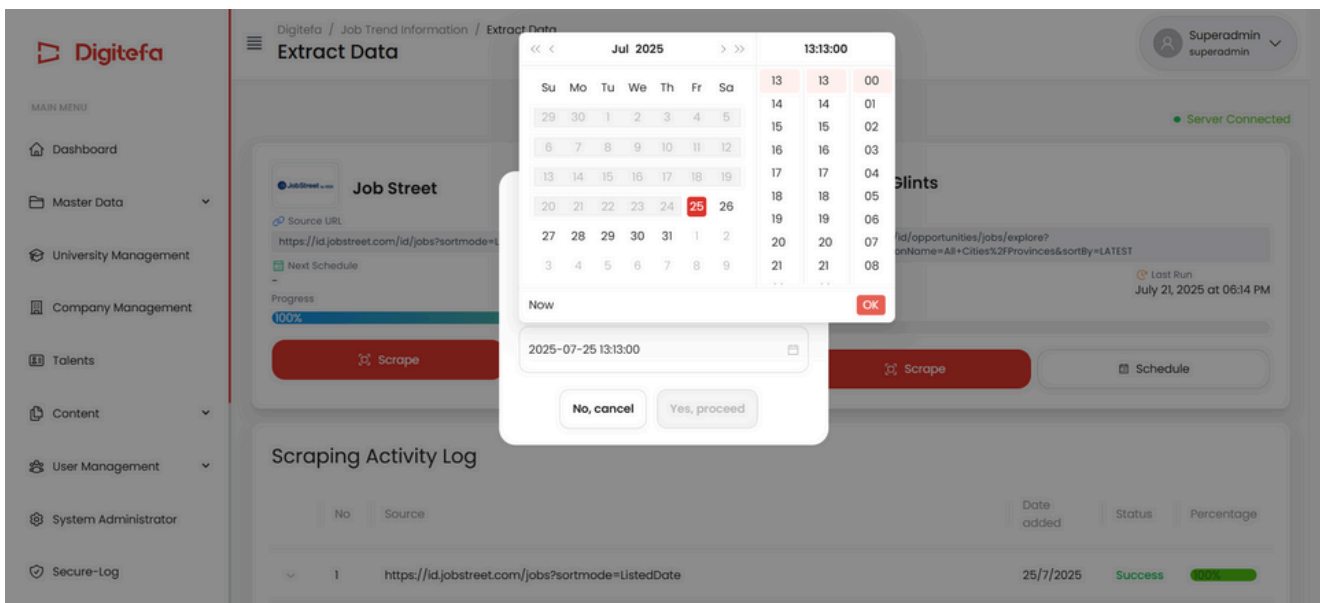 Digitefa
MAIN MENU
Dashboard
Master Data
University Management
Company Management
Talents
Content
User Management
System Administrator
Secure-Log
Digitefa / Job Trend Information / Extract Data
Extract Data
Superadmin
superadmin
Server Connected
JobStreet
Job Street
Source URL
https://id.jobstreet.com/id/jobs?sortmode=L
Next Schedule
-
Progress
100%
Scrape
Glints
/id/opportunities/jobs/explore?
onName=All+Cities%2FProvinces&sortBy=LATEST
Last Run
July 21, 2025 at 06:14 PM
Scrape
Schedule
<< < Jul 2025 > >> 13:13:00
Su Mo Tu We Th Fr Sa
29 30 1 2 3 4 5
6 7 8 9 10 11 12
13 14 15 16 17 18 19
20 21 22 23 24 25 26
27 28 29 30 31 1 2
3 4 5 6 7 8 9
13 13 00
14 14 01
15 15 02
16 16 03
17 17 04
18 18 05
19 19 06
20 20 07
21 21 08
Now
OK
2025-07-25 13:13:00
No, cancel
Yes, proceed
Scraping Activity Log
No Source Date added Status Percentage
1 https://id.jobstreet.com/jobs?sortmode=ListedDate 25/7/2025 Success 100%